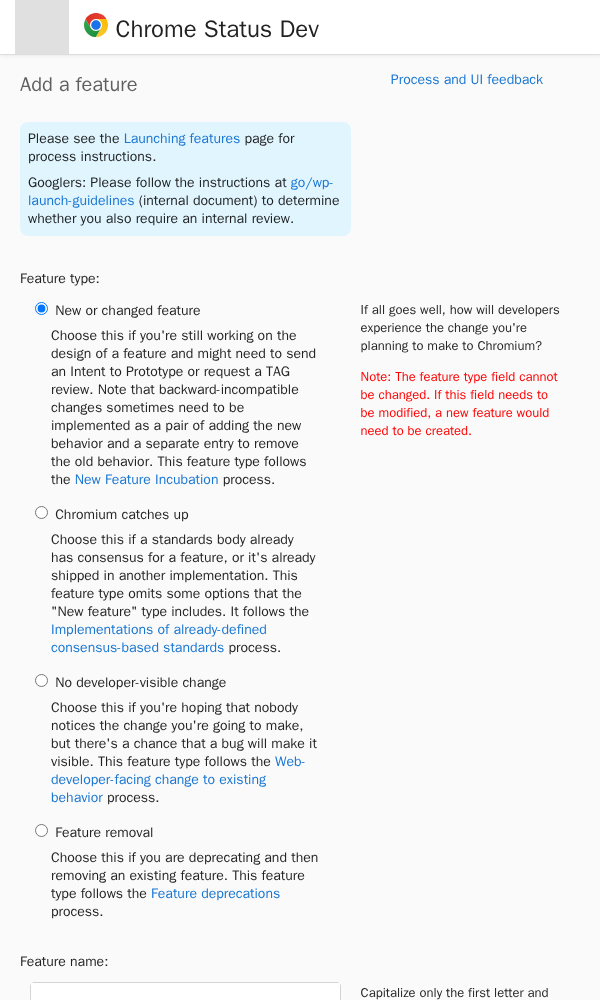 Chrome Status Dev
Add a feature
Process and UI feedback
Please see the Launching features page for
process instructions.
Googlers: Please follow the instructions at go/wp-
launch-guidelines (internal document) to determine
whether you also require an internal review.
Feature type:
New or changed feature
Choose this if you're still working on the
design of a feature and might need to send
an Intent to Prototype or request a TAG
review. Note that backward-incompatible
changes sometimes need to be
implemented as a pair of adding the new
behavior and a separate entry to remove
the old behavior. This feature type follows
the New Feature Incubation process.
If all goes well, how will developers
experience the change you're
planning to make to Chromium?
Note: The feature type field cannot
be changed. If this field needs to
be modified, a new feature would
need to be created.
Chromium catches up
Choose this if a standards body already
has consensus for a feature, or it's already
shipped in another implementation. This
feature type omits some options that the
"New feature" type includes. It follows the
Implementations of already-defined
consensus-based standards process.
No developer-visible change
Choose this if you're hoping that nobody
notices the change you're going to make,
but there's a chance that a bug will make it
visible. This feature type follows the Web-
developer-facing change to existing
behavior process.
Feature removal
Choose this if you are deprecating and then
removing an existing feature. This feature
type follows the Feature deprecations
process.
Feature name:
Capitalize only the first letter and